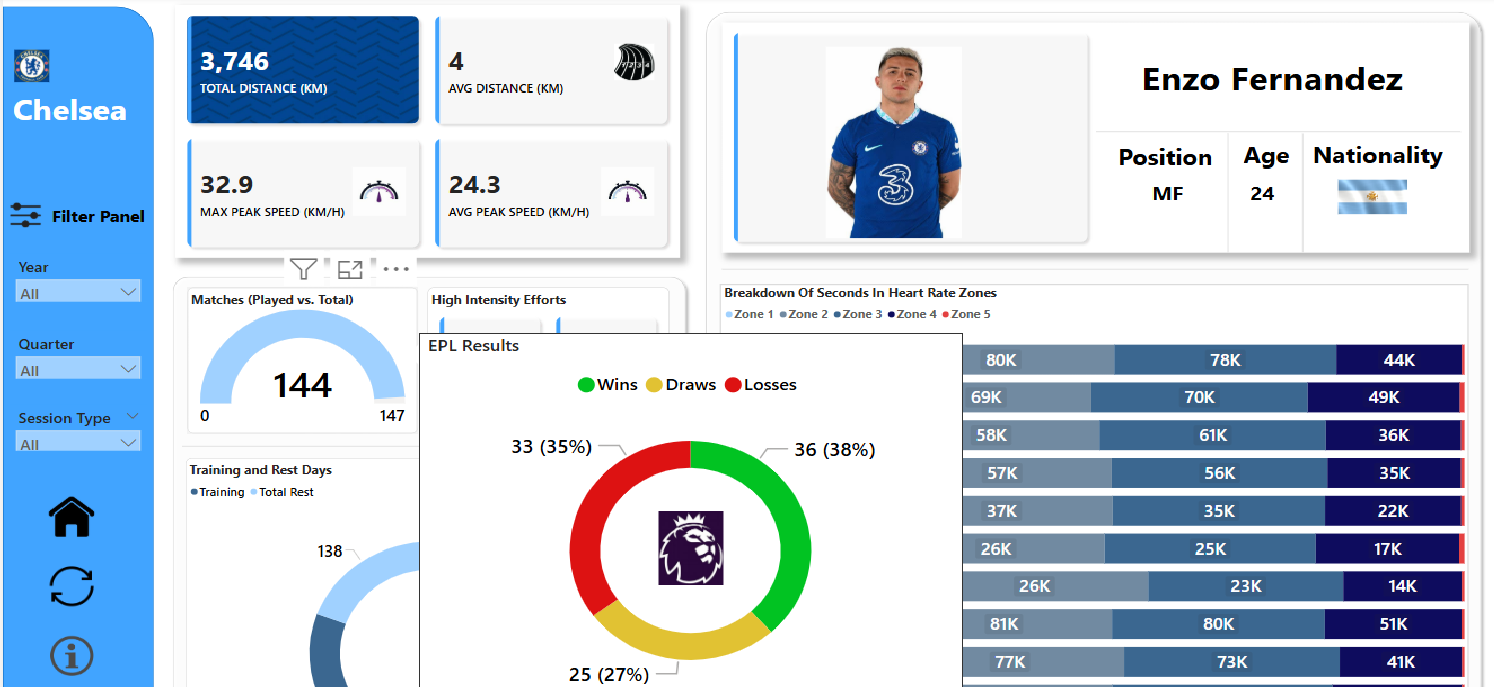 Chelsea
Filter Panel
Year
All
Quarter
All
Session Type
All
3,746
TOTAL DISTANCE (KM)
4
AVG DISTANCE (KM)
32.9
MAX PEAK SPEED (KM/H)
24.3
AVG PEAK SPEED (KM/H)
Matches (Played vs. Total)
144
0
147
High Intensity Efforts
Training and Rest Days
Training Total Rest
138
EPL Results
Wins Draws Losses
33 (35%)
36 (38%)
25 (27%)
3
Enzo Fernandez
Position
MF
Age
24
Nationality
Breakdown Of Seconds In Heart Rate Zones
Zone 1 Zone 2 Zone 3 Zone 4 Zone 5
80K 78K 44K
69K 70K 49K
58K 61K 36K
57K 56K 35K
37K 35K 22K
26K 25K 17K
26K 23K 14K
81K 80K 51K
77K 73K 41K